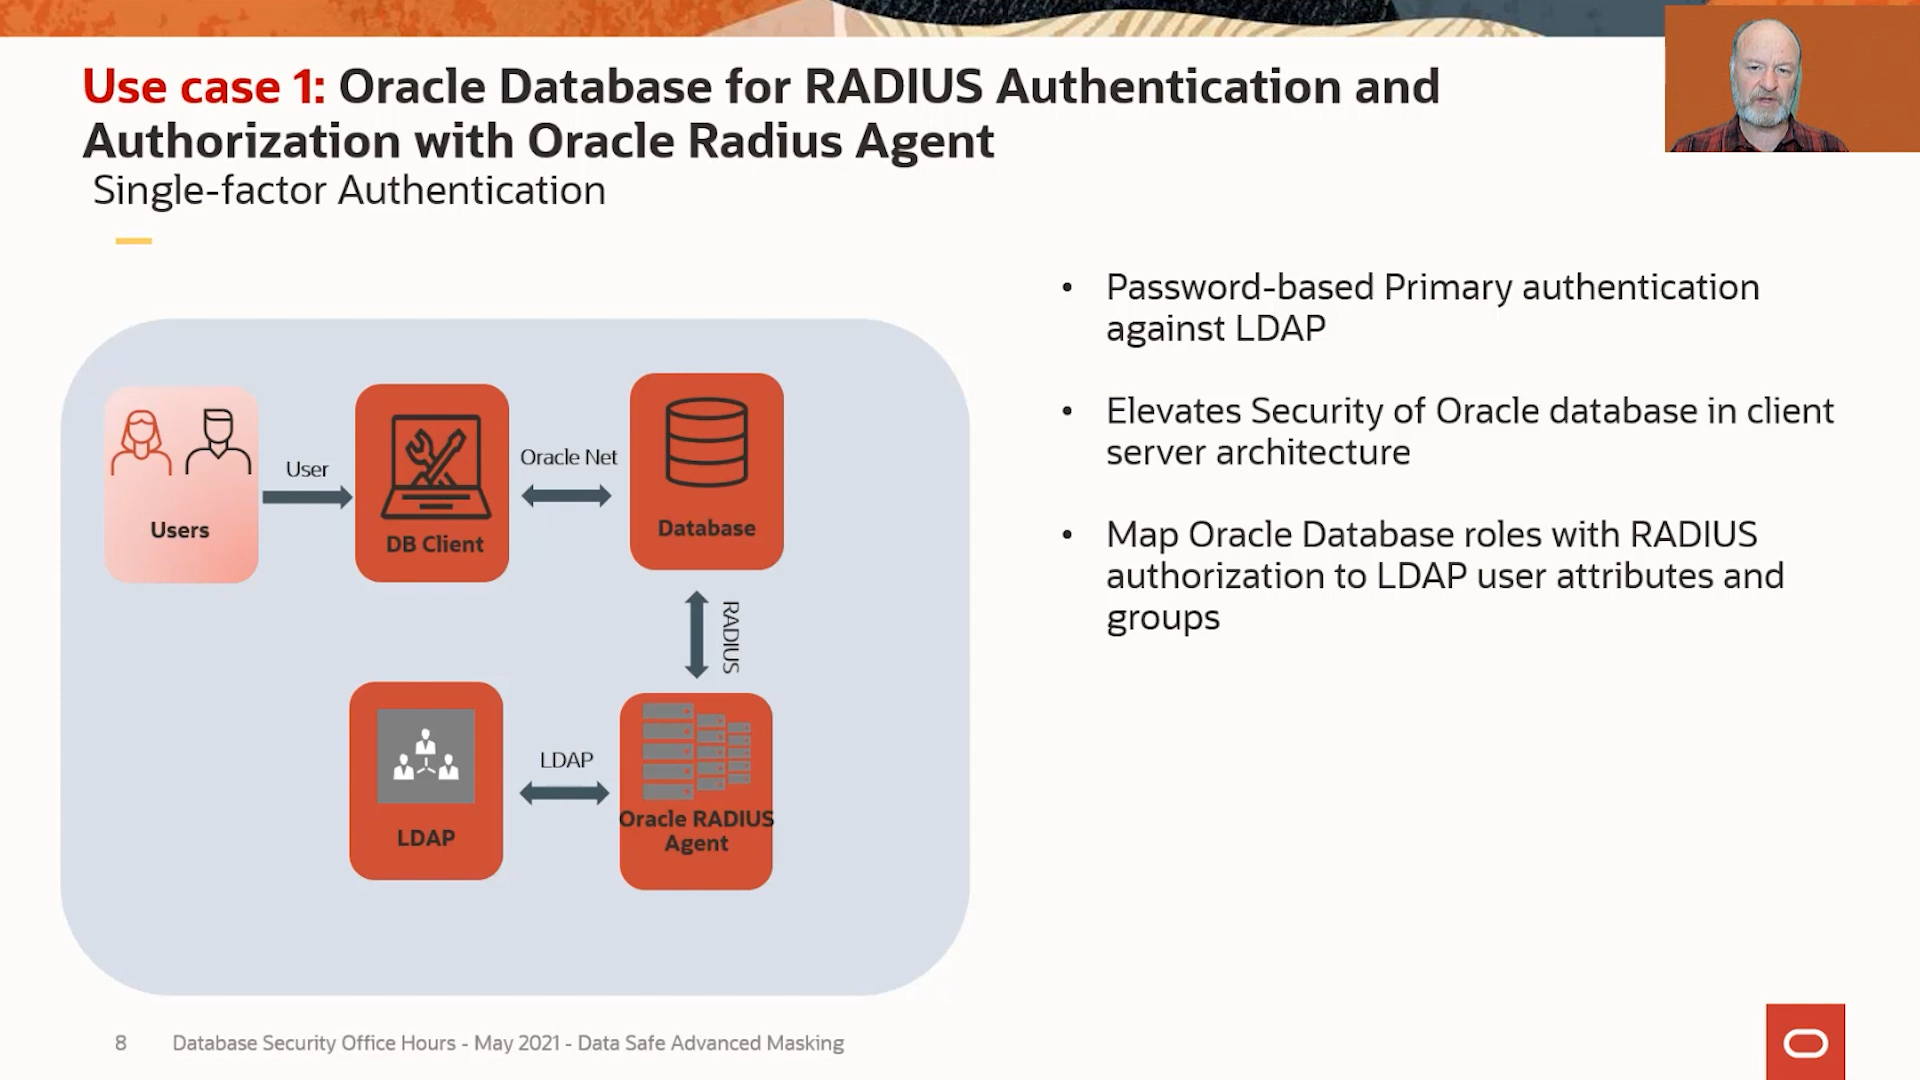 Use case 1: Oracle Database for RADIUS Authentication and
Authorization with Oracle Radius Agent
Single-factor Authentication
• Password-based Primary authentication
against LDAP
• Elevates Security of Oracle database in client
server architecture
• Map Oracle Database roles with RADIUS
authorization to LDAP user attributes and
groups
Users
User
DB Client
Oracle Net
Database
RADIUS
LDAP
LDAP
Oracle RADIUS
Agent
8 Database Security Office Hours - May 2021 - Data Safe Advanced Masking